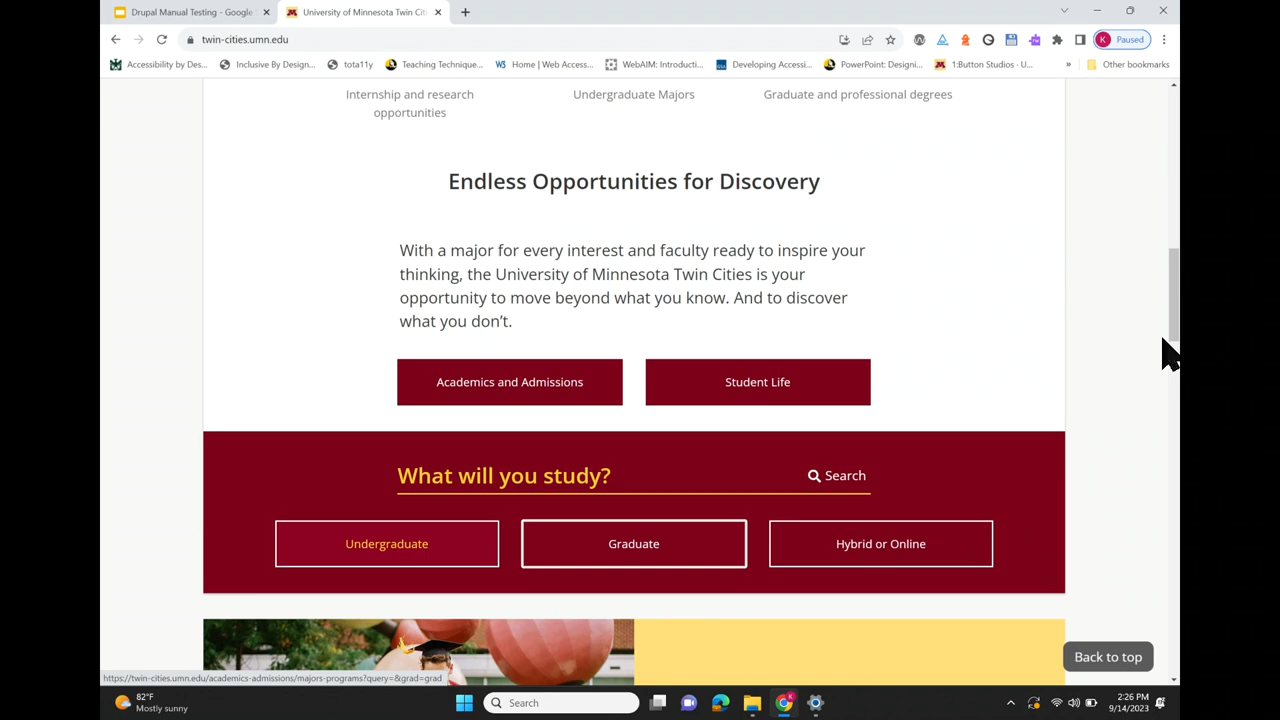 Drupal Manual Testing - Google
University of Minnesota Twin Citi
twin-cities.umn.edu
K Paused
Accessibility by Des...
Inclusive By Design...
tota11y
Teaching Technique...
Home | Web Access...
WebAIM: Introducti...
Developing Accessi...
PowerPoint: Designi...
1:Button Studios - U...
»
Other bookmarks
Internship and research
opportunities
Undergraduate Majors
Graduate and professional degrees
Endless Opportunities for Discovery
With a major for every interest and faculty ready to inspire your
thinking, the University of Minnesota Twin Cities is your
opportunity to move beyond what you know. And to discover
what you don’t.
Academics and Admissions
Student Life
What will you study?
Search
Undergraduate
Graduate
Hybrid or Online
Back to top
https://twin-cities.umn.edu/academics-admissions/majors-programs?query=&grad=grad
82°F
Mostly sunny
Search
2:26 PM
9/14/2023